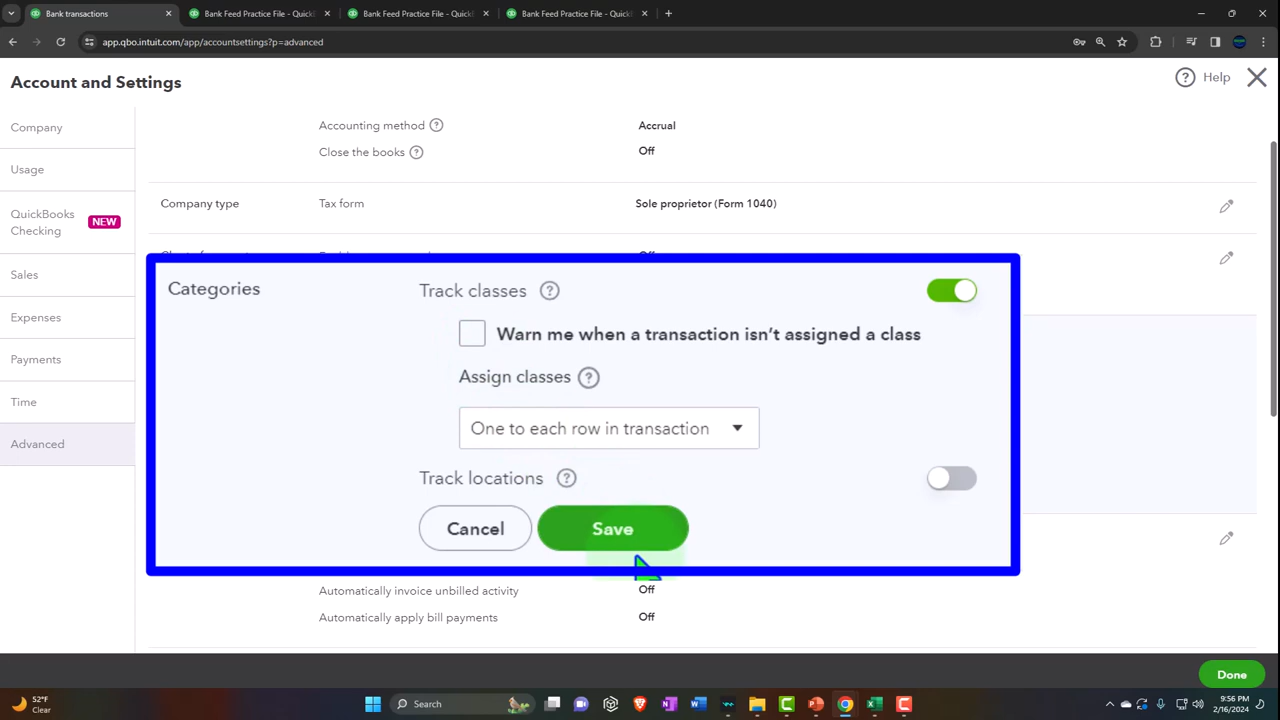 Bank transactions
Bank Feed Practice File - QuickB
Bank Feed Practice File - QuickB
Bank Feed Practice File - QuickB
app.qbo.intuit.com/app/accountsettings?p=advanced
Account and Settings
Help
Company
Usage
QuickBooks
Checking
NEW
Sales
Expenses
Payments
Time
Advanced
Accounting method
Accrual
Close the books
Off
Company type
Tax form
Sole proprietor (Form 1040)
Categories
Track classes
Warn me when a transaction isn't assigned a class
Assign classes
One to each row in transaction
Track locations
Cancel
Save
Automatically invoice unbilled activity
Off
Automatically apply bill payments
Off
Done
52°F
Clear
Search
9:56 PM
2/16/2024